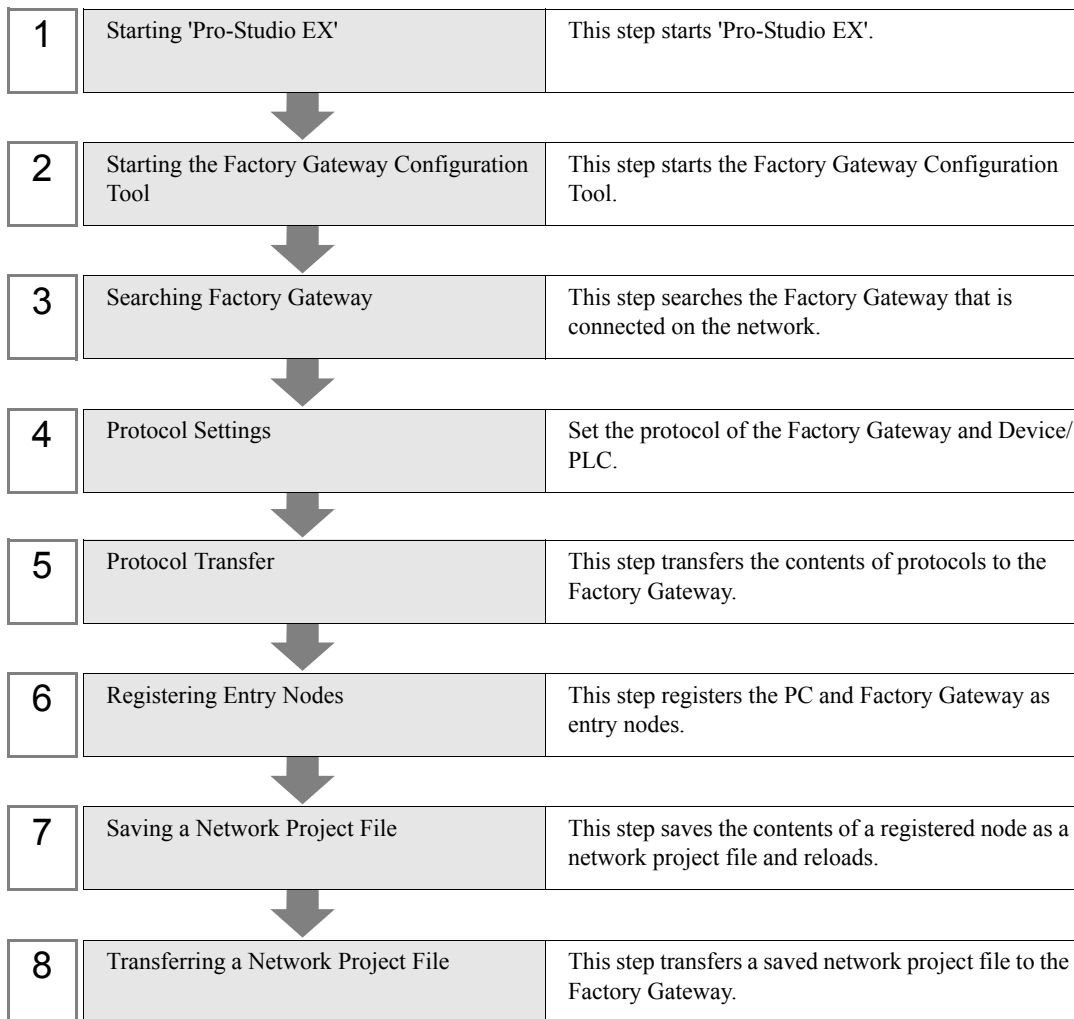 1
Starting 'Pro-Studio EX'
This step starts 'Pro-Studio EX'.
2
Starting the Factory Gateway Configuration
Tool
This step starts the Factory Gateway Configuration
Tool.
3
Searching Factory Gateway
This step searches the Factory Gateway that is
connected on the network.
4
Protocol Settings
Set the protocol of the Factory Gateway and Device/
PLC.
5
Protocol Transfer
This step transfers the contents of protocols to the
Factory Gateway.
6
Registering Entry Nodes
This step registers the PC and Factory Gateway as
entry nodes.
7
Saving a Network Project File
This step saves the contents of a registered node as a
network project file and reloads.
8
Transferring a Network Project File
This step transfers a saved network project file to the
Factory Gateway.